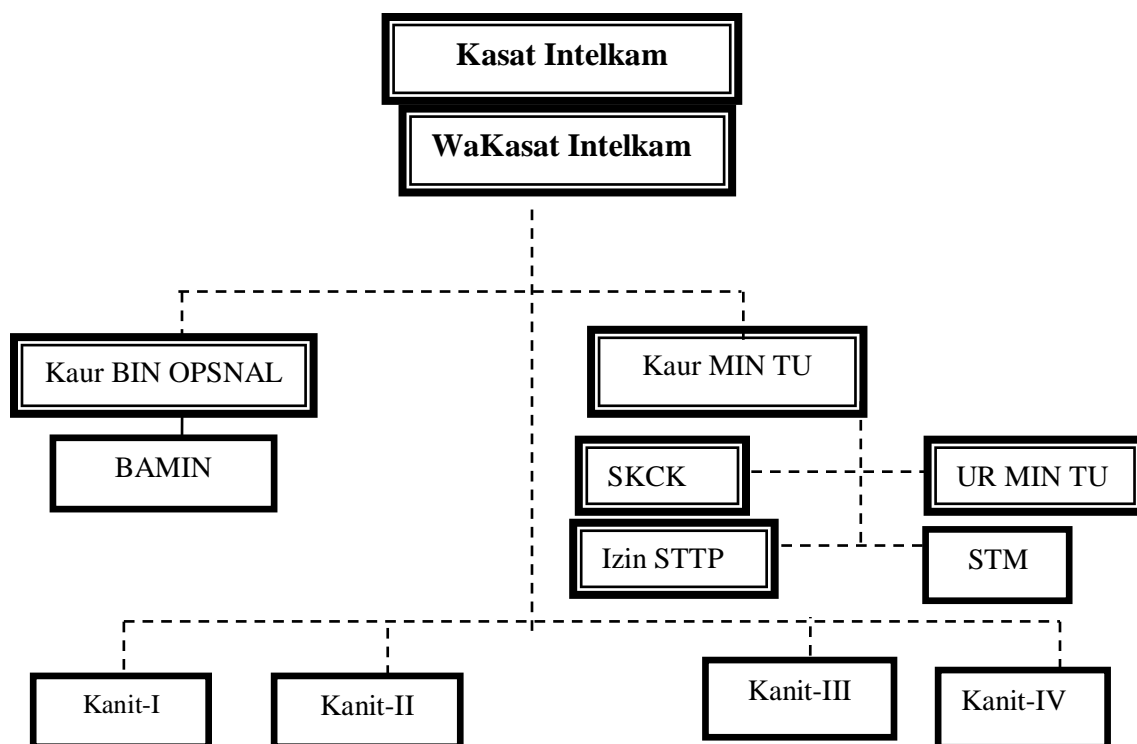 Kasat Intelkam
WaKasat Intelkam
Kaur BIN OPSNAL
Kaur MIN TU
BAMIN
SKCK
UR MIN TU
Izin STTP
STM
Kanit-I
Kanit-II
Kanit-III
Kanit-IV